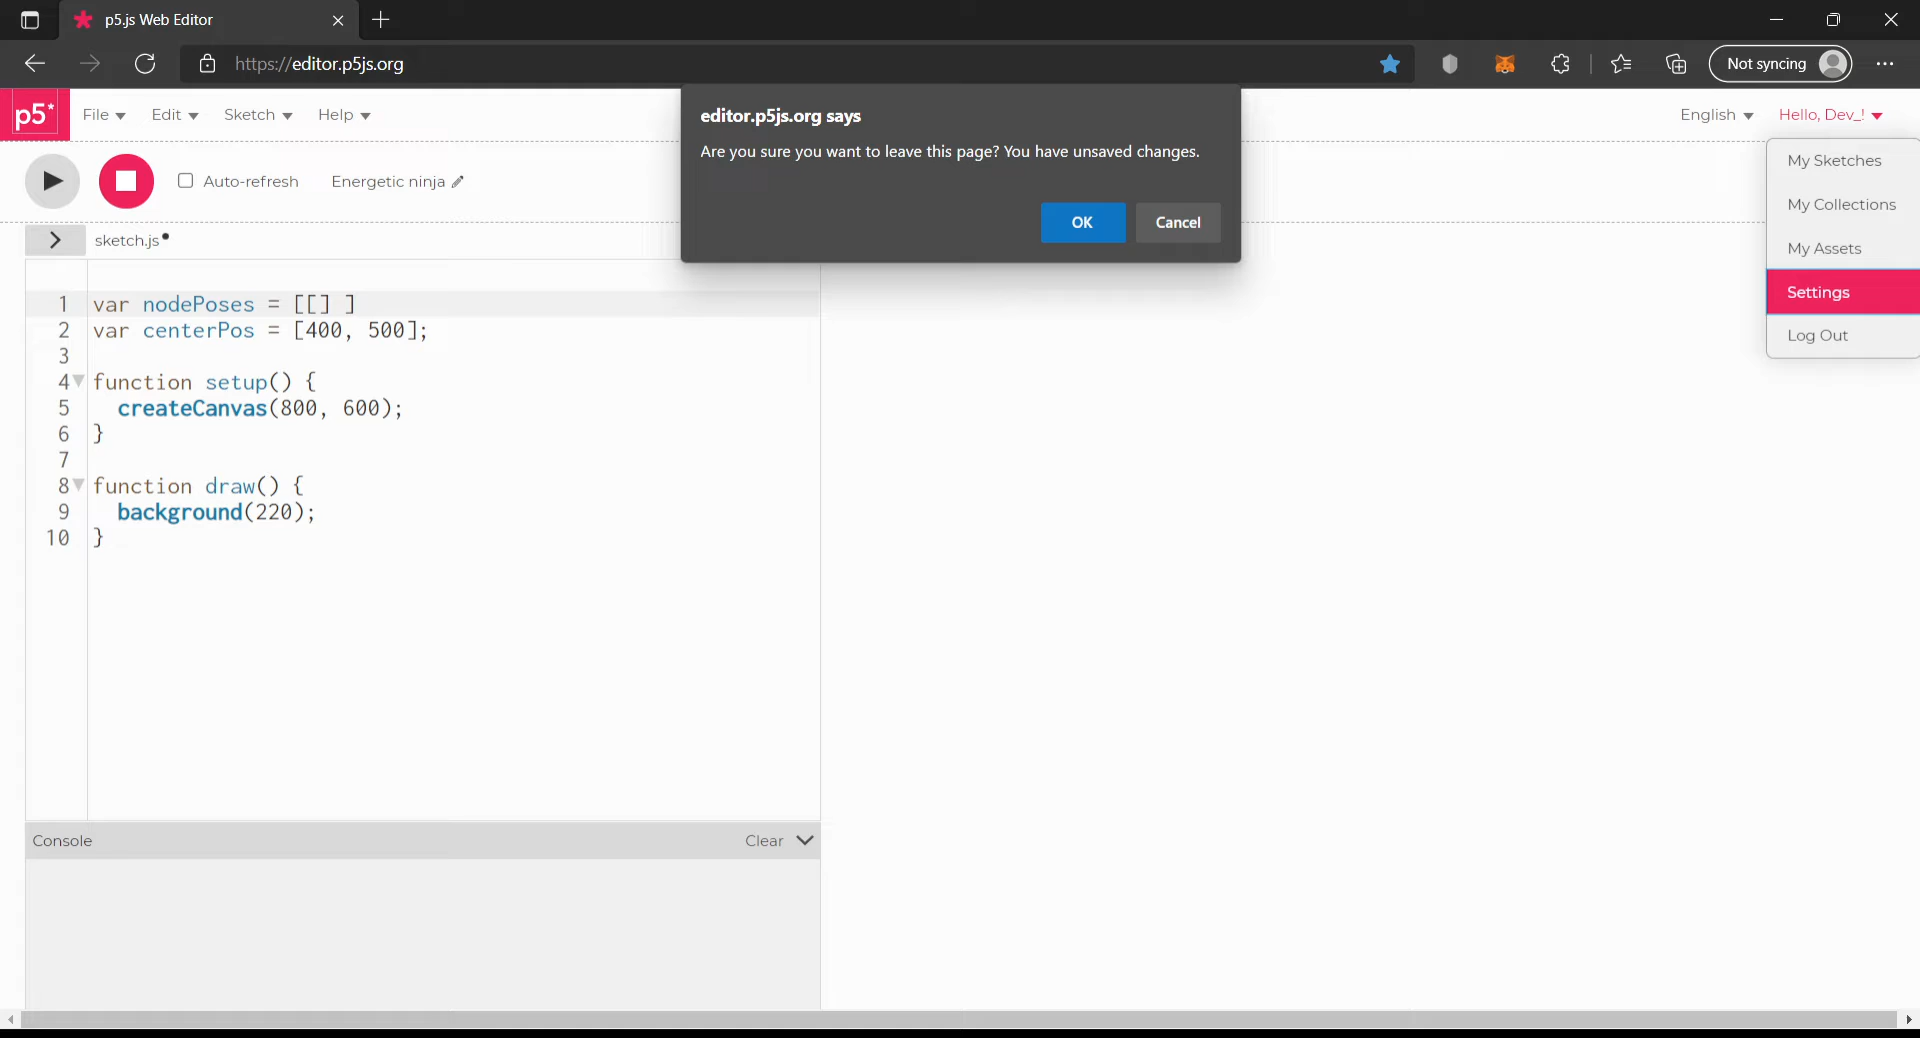 p5.js Web Editor
https://editor.p5js.org
Not syncing
p5*
File
Edit
Sketch
Help
English
Hello, Dev_!
editor.p5js.org says
Are you sure you want to leave this page? You have unsaved changes.
OK
Cancel
My Sketches
My Collections
My Assets
Settings
Log Out
Auto-refresh
Energetic ninja
sketch.js
1 var nodePoses = [[] ]
2 var centerPos = [400, 500];
3
4 function setup() {
5 createCanvas(800, 600);
6 }
7
8 function draw() {
9 background(220);
10 }
Console
Clear